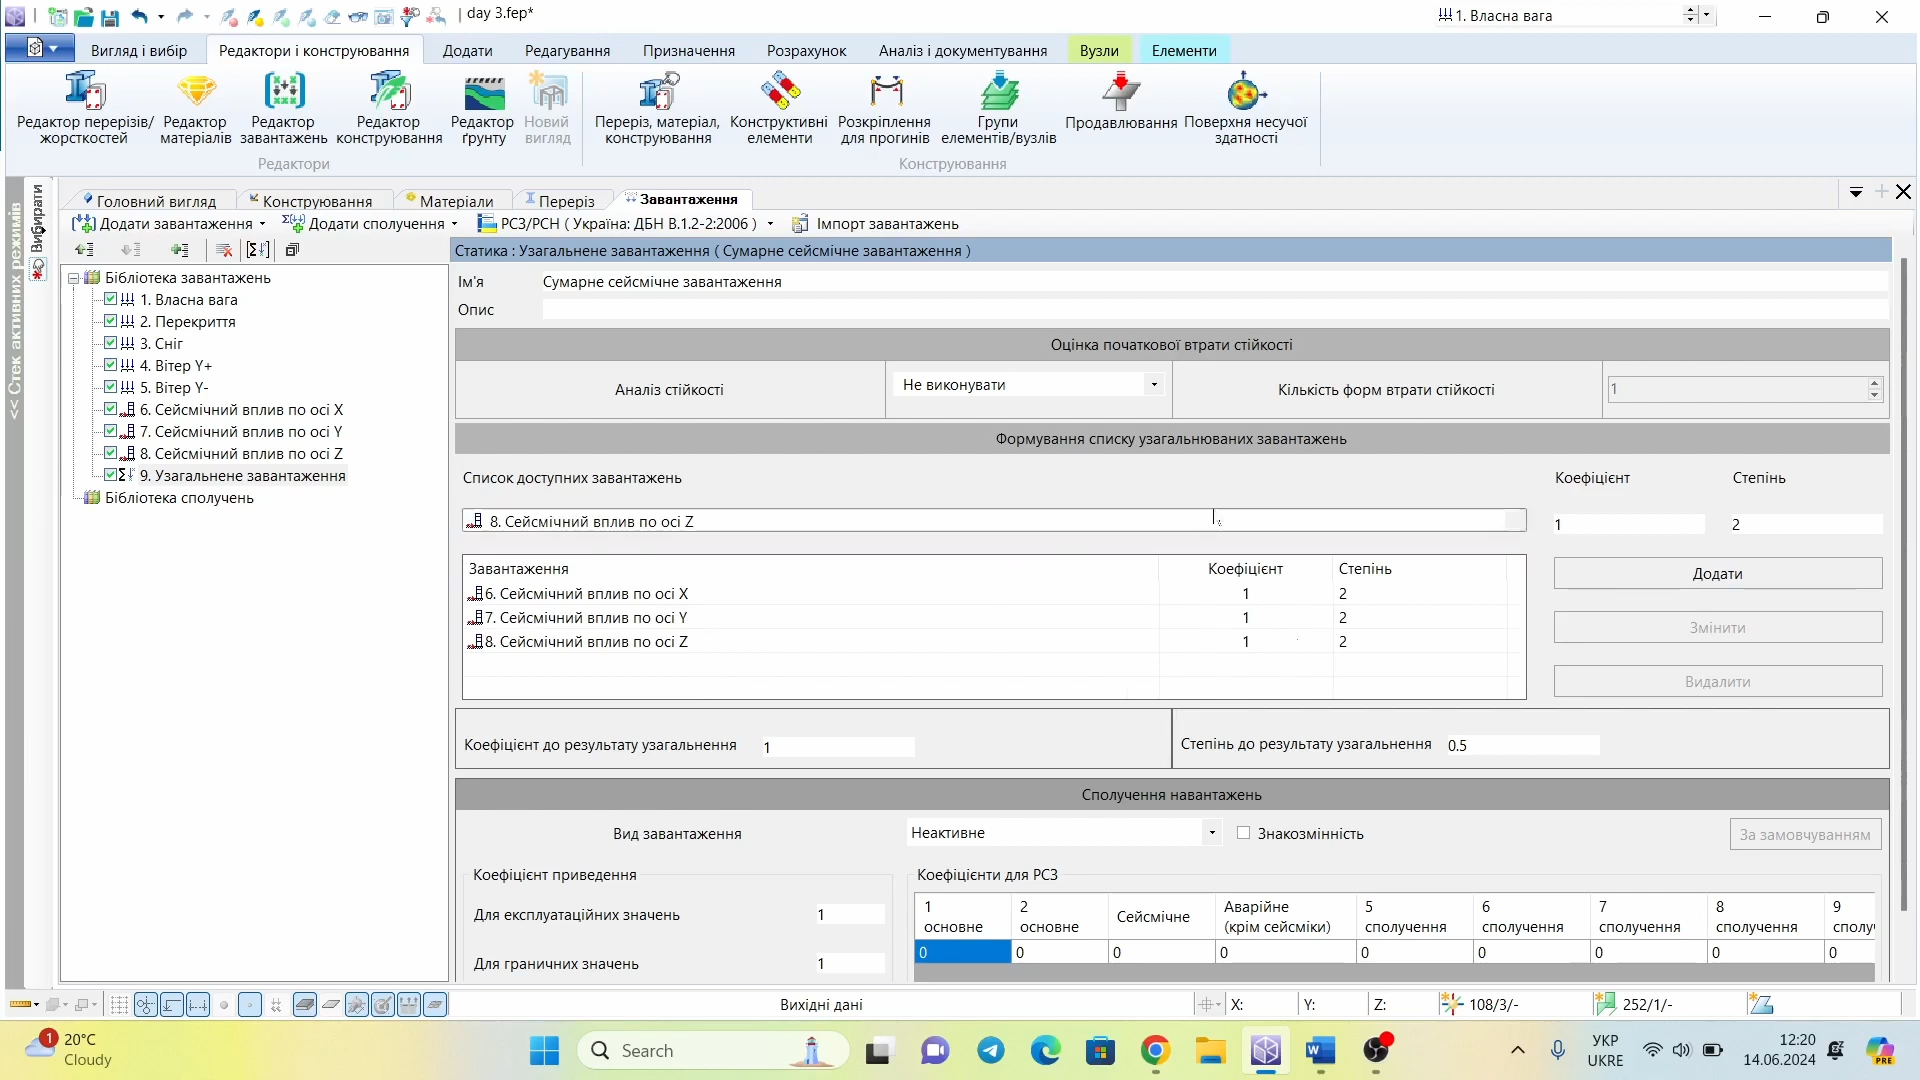 day 3.fep*
1. Власна вага
Вигляд і вибір
Редактори і конструювання
Додати
Редагування
Призначення
Розрахунок
Аналіз і документування
Вузли
Елементи
Редактор перерізів/жорсткостей
Редактор матеріалів
Редактор завантажень
Редактор конструювання
Редактор ґрунту
Новий вигляд
Переріз, матеріал, конструювання
Конструктивні елементи
Розкріплення для прогинів
Групи елементів/вузлів
Продавлювання
Поверхня несучої здатності
Редактори
Конструювання
<< Стек активних режимів
Вибирати
Головний вигляд
Конструювання
Матеріали
Переріз
Завантаження
Додати завантаження
Додати сполучення
РСЗ/РСН ( Україна: ДБН В.1.2-2:2006 )
Імпорт завантажень
Бібліотека завантажень
1. Власна вага
2. Перекриття
3. Сніг
4. Вітер Y+
5. Вітер Y-
6. Сейсмічний вплив по осі X
7. Сейсмічний вплив по осі Y
8. Сейсмічний вплив по осі Z
9. Узагальнене завантаження
Бібліотека сполучень
Статика : Узагальнене завантаження ( Сумарне сейсмічне завантаження )
Ім'я Сумарне сейсмічне завантаження
Опис
Оцінка початкової втрати стійкості
Аналіз стійкості Не виконувати Кількість форм втрати стійкості 1
Формування списку узагальнюваних завантажень
Список доступних завантажень Коефіцієнт Степінь
8. Сейсмічний вплив по осі Z 1 2
Завантаження Коефіцієнт Степінь
6. Сейсмічний вплив по осі X 1 2
7. Сейсмічний вплив по осі Y 1 2
8. Сейсмічний вплив по осі Z 1 2
Додати
Змінити
Видалити
Коефіцієнт до результату узагальнення 1 Степінь до результату узагальнення 0.5
Сполучення навантажень
Вид завантаження Неактивне Знакозмінність За замовчуванням
Коефіцієнт приведення
Для експлуатаційних значень 1
Для граничних значень 1
Коефіцієнти для РСЗ
1 основне 2 основне Сейсмічне Аварійне (крім сейсміки) 5 сполучення 6 сполучення 7 сполучення 8 сполучення 9 сполу
0 0 0 0 0 0 0 0 0
Вихідні дані X: Y: Z: 108/3/- 252/1/-
1
20°C
Cloudy
Search
УКР
UKRE
12:20
14.06.2024
PRE